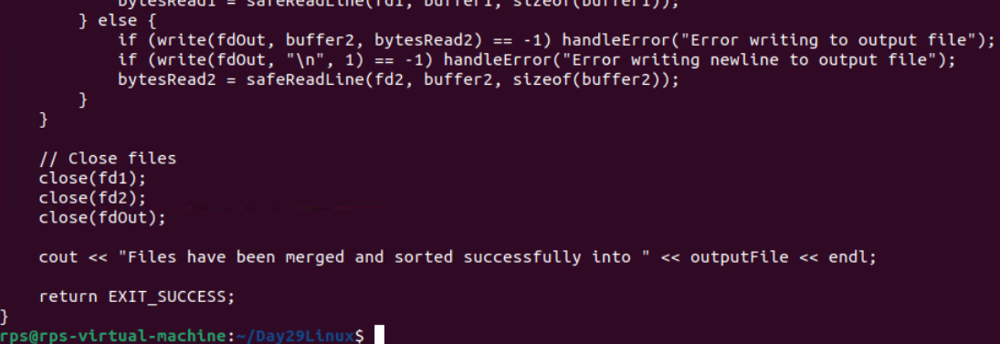 bytesRead1 = safeReadLine(fd1, buffer1, sizeof(buffer1));
        } else {
            if (write(fdOut, buffer2, bytesRead2) == -1) handleError("Error writing to output file");
            if (write(fdOut, "\n", 1) == -1) handleError("Error writing newline to output file");
            bytesRead2 = safeReadLine(fd2, buffer2, sizeof(buffer2));
        }
    }

    // Close files
    close(fd1);
    close(fd2);
    close(fdOut);

    cout << "Files have been merged and sorted successfully into " << outputFile << endl;

    return EXIT_SUCCESS;
}
rps@rps-virtual-machine:~/Day29Linux$